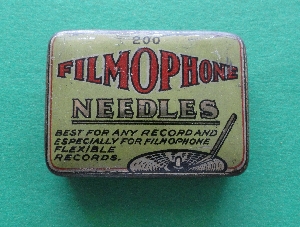 200
FILMOPHONE
NEEDLES
BEST FOR ANY RECORD AND
ESPECIALLY FOR FILMOPHONE
FLEXIBLE
RECORDS.